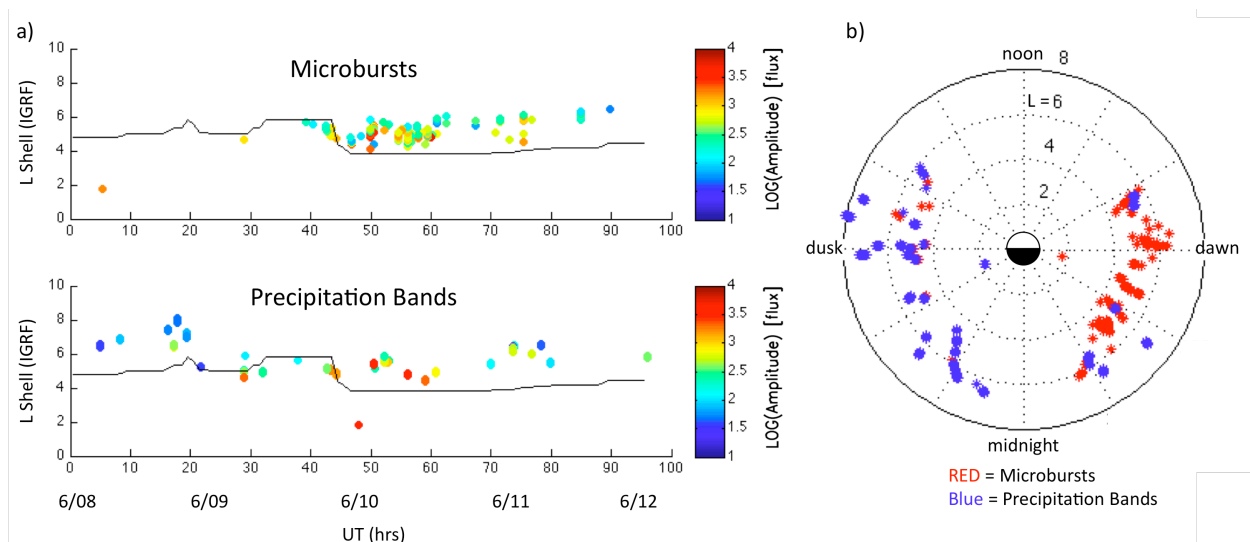 a)
Microbursts
L Shell (IGRF)
10
8
6
4
2
0
0 10 20 30 40 50 60 70 80 90 100
4
3.5
3
2.5
2
1.5
1
LOG(Amplitude) [flux]
Precipitation Bands
L Shell (IGRF)
10
8
6
4
2
0
0 10 20 30 40 50 60 70 80 90 100
4
3.5
3
2.5
2
1.5
1
LOG(Amplitude) [flux]
6/08 6/09 6/10 6/11 6/12
UT (hrs)
b)
noon 8
L = 6
4
2
dusk
dawn
midnight
RED = Microbursts
Blue = Precipitation Bands